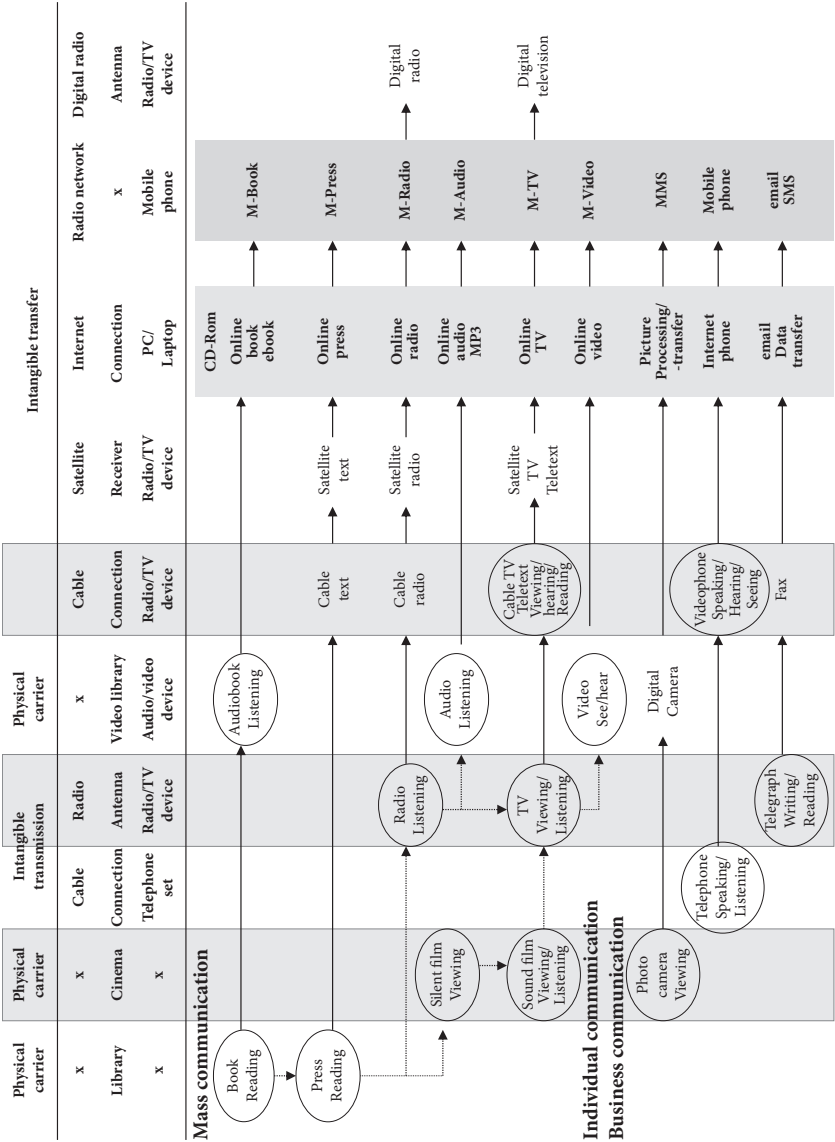 Physical
carrier
Physical
carrier
Intangible
transmission
Physical
carrier
Intangible transfer
x
x
Cable
Radio
x
Cable
Satellite
Internet
Radio network
Digital radio
Library
Cinema
Connection
Antenna
Video library
Connection
Receiver
Connection
x
Antenna
x
x
Telephone
set
Radio/TV
device
Audio/video
device
Radio/TV
device
Radio/TV
device
PC/
Laptop
Mobile
phone
Radio/TV
device
Mass communication
Book
Reading
Audiobook
Listening
CD-Rom
Online
book
ebook
M-Book
Press
Reading
Cable
text
Satellite
text
Online
press
M-Press
Radio
Listening
Cable
radio
Satellite
radio
Online
radio
M-Radio
Digital
radio
Silent film
Viewing
Audio
Listening
Online
audio
MP3
M-Audio
Sound film
Viewing/
Listening
TV
Viewing/
Listening
Cable TV
Teletext
Viewing/
hearing/
Reading
Satellite
TV
Teletext
Online
TV
M-TV
Digital
television
Video
See/hear
Online
video
M-Video
Individual communication
Business communication
Photo
camera
Viewing
Digital
Camera
Picture
Processing/
-transfer
MMS
Telephone
Speaking/
Listening
Videophone
Speaking/
Hearing/
Seeing
Internet
phone
Mobile
phone
Telegraph
Writing/
Reading
Fax
email
Data
transfer
email
SMS